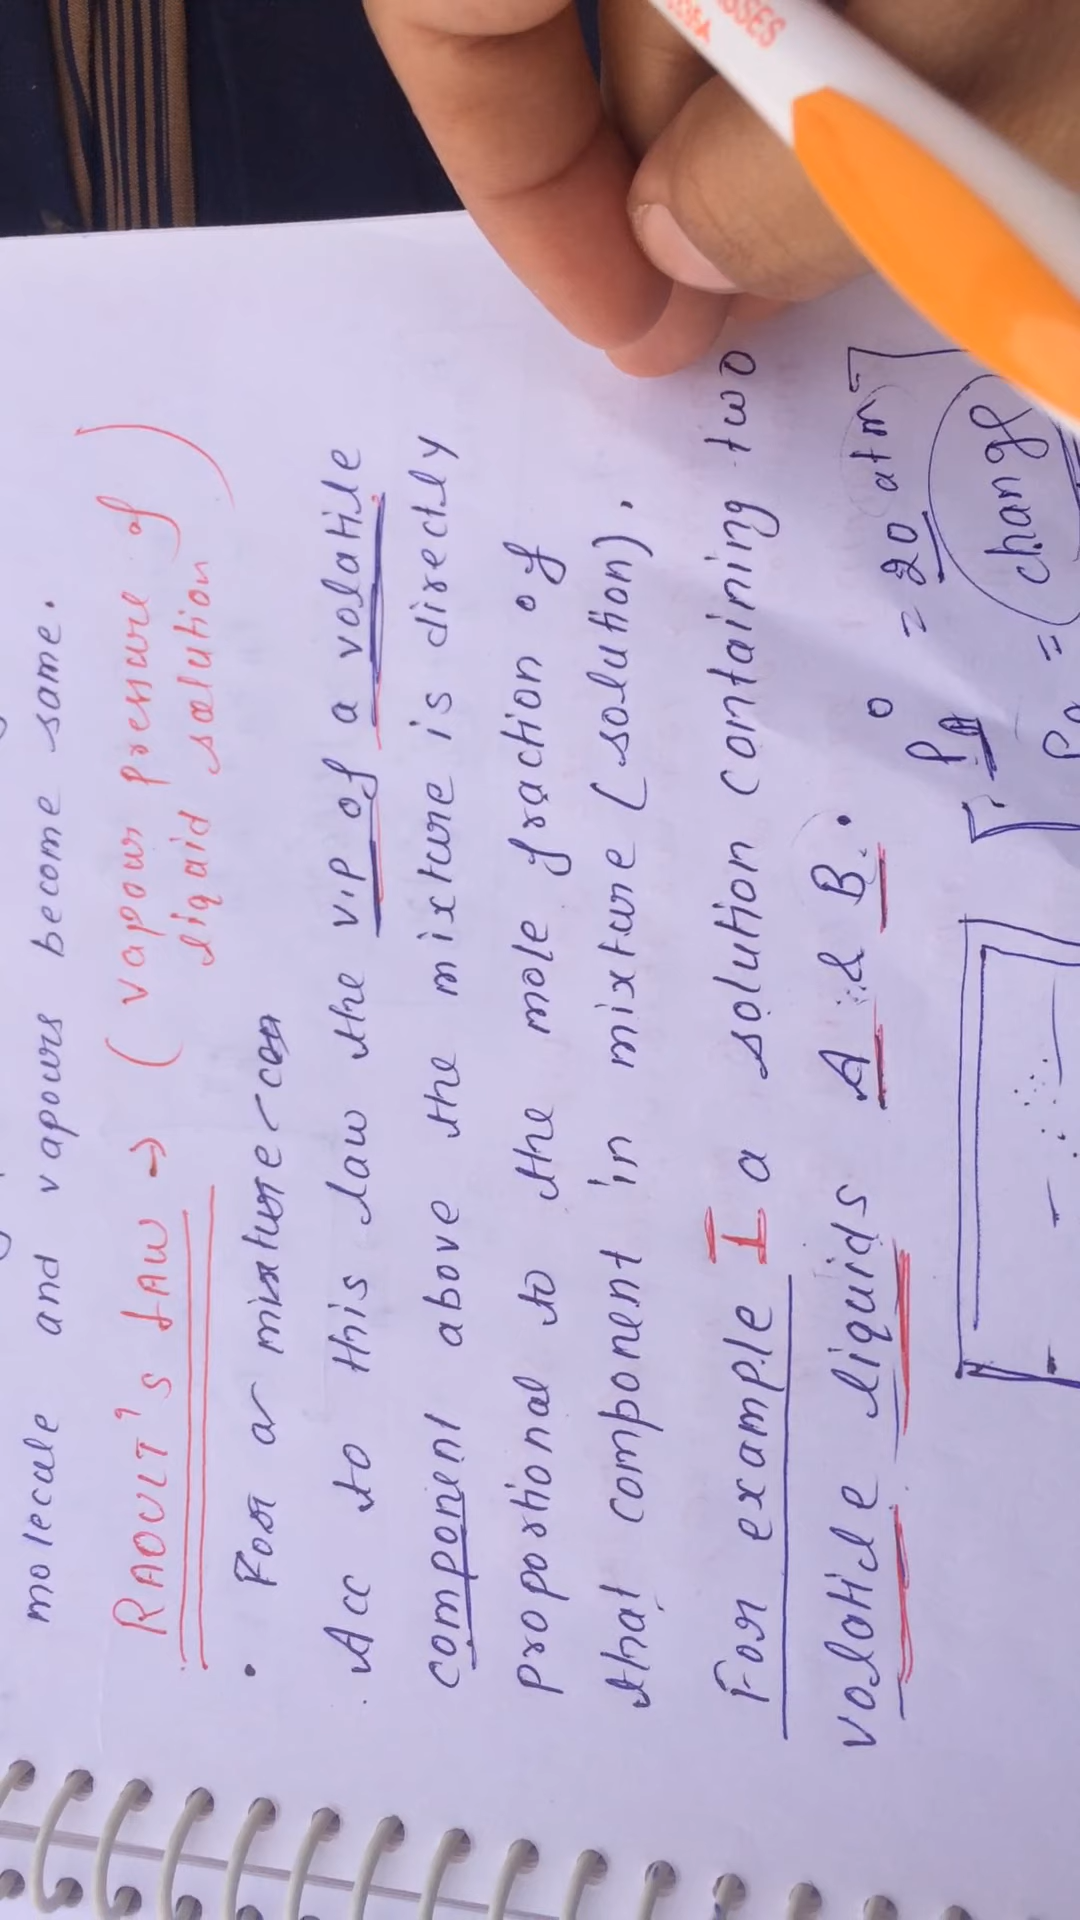 molecule and vapours become same.
RAOULT's LAW → ( vapour pressure of
liquid solution )
• For a mixture
. Acc to this law the v.p of a volatile
component above the mixture is directly
proportional to the mole fraction of
that component in mixture (solution).
For example I a solution containing two
volatile liquids A & B.
P°A = 20 atm
= change
SSES